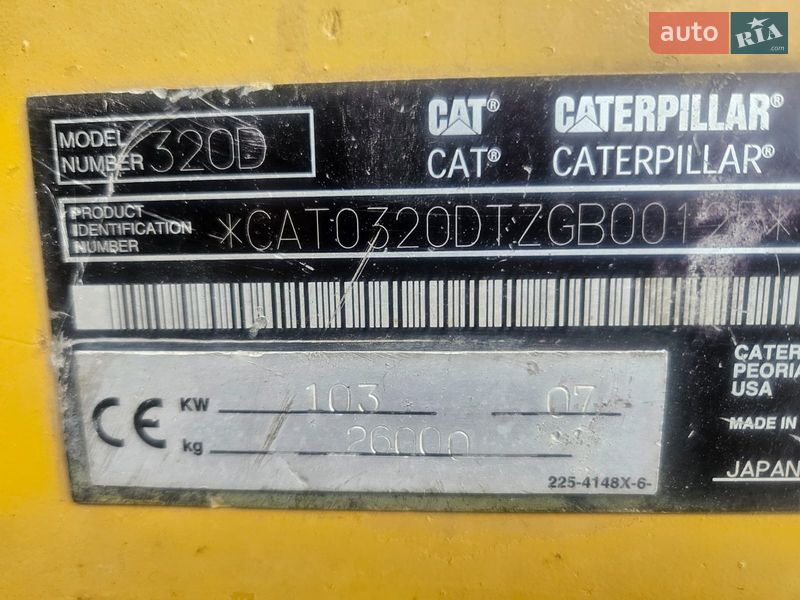 auto RIA .com
CAT® CATERPILLAR®
MODEL NUMBER 320D
CAT® CATERPILLAR®
PRODUCT IDENTIFICATION NUMBER
CE KW 103 07
kg 26000
225-4148X-6-
CATER
PEORIA
USA
MADE IN
JAPAN